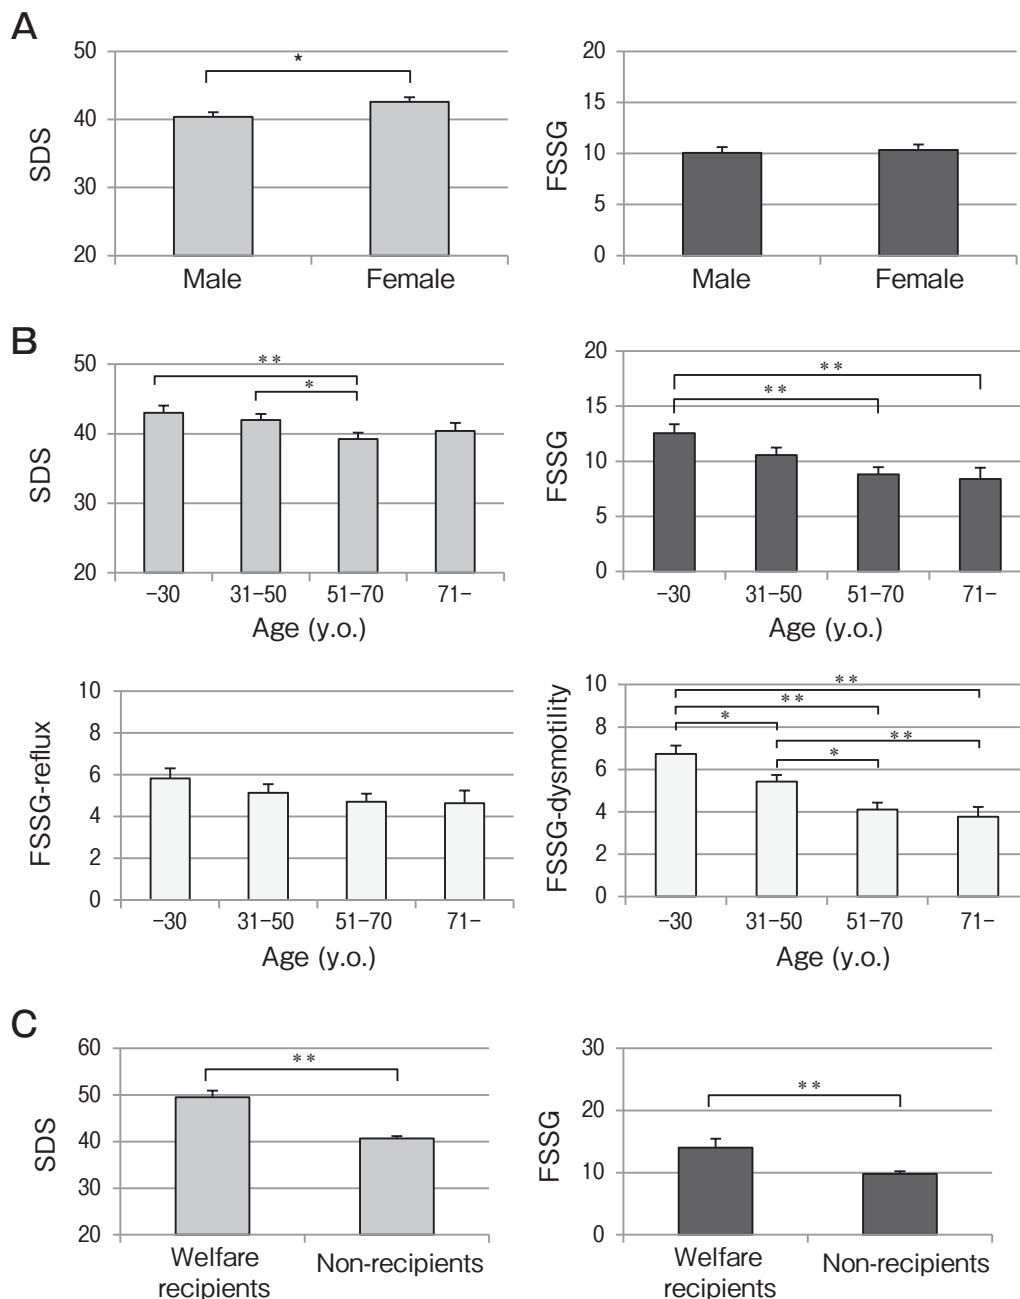 A
50
40
30
20
SDS
*
Male
Female
20
15
10
5
0
FSSG
Male
Female
B
50
40
30
20
SDS
**
*
–30
31–50
51–70
71–
Age (y.o.)
20
15
10
5
0
FSSG
**
**
–30
31–50
51–70
71–
Age (y.o.)
10
8
6
4
2
0
FSSG-reflux
–30
31–50
51–70
71–
Age (y.o.)
10
8
6
4
2
0
FSSG-dysmotility
**
**
*
**
*
–30
31–50
51–70
71–
Age (y.o.)
C
60
50
40
30
20
SDS
**
Welfare
recipients
Non-recipients
30
20
10
0
FSSG
**
Welfare
recipients
Non-recipients